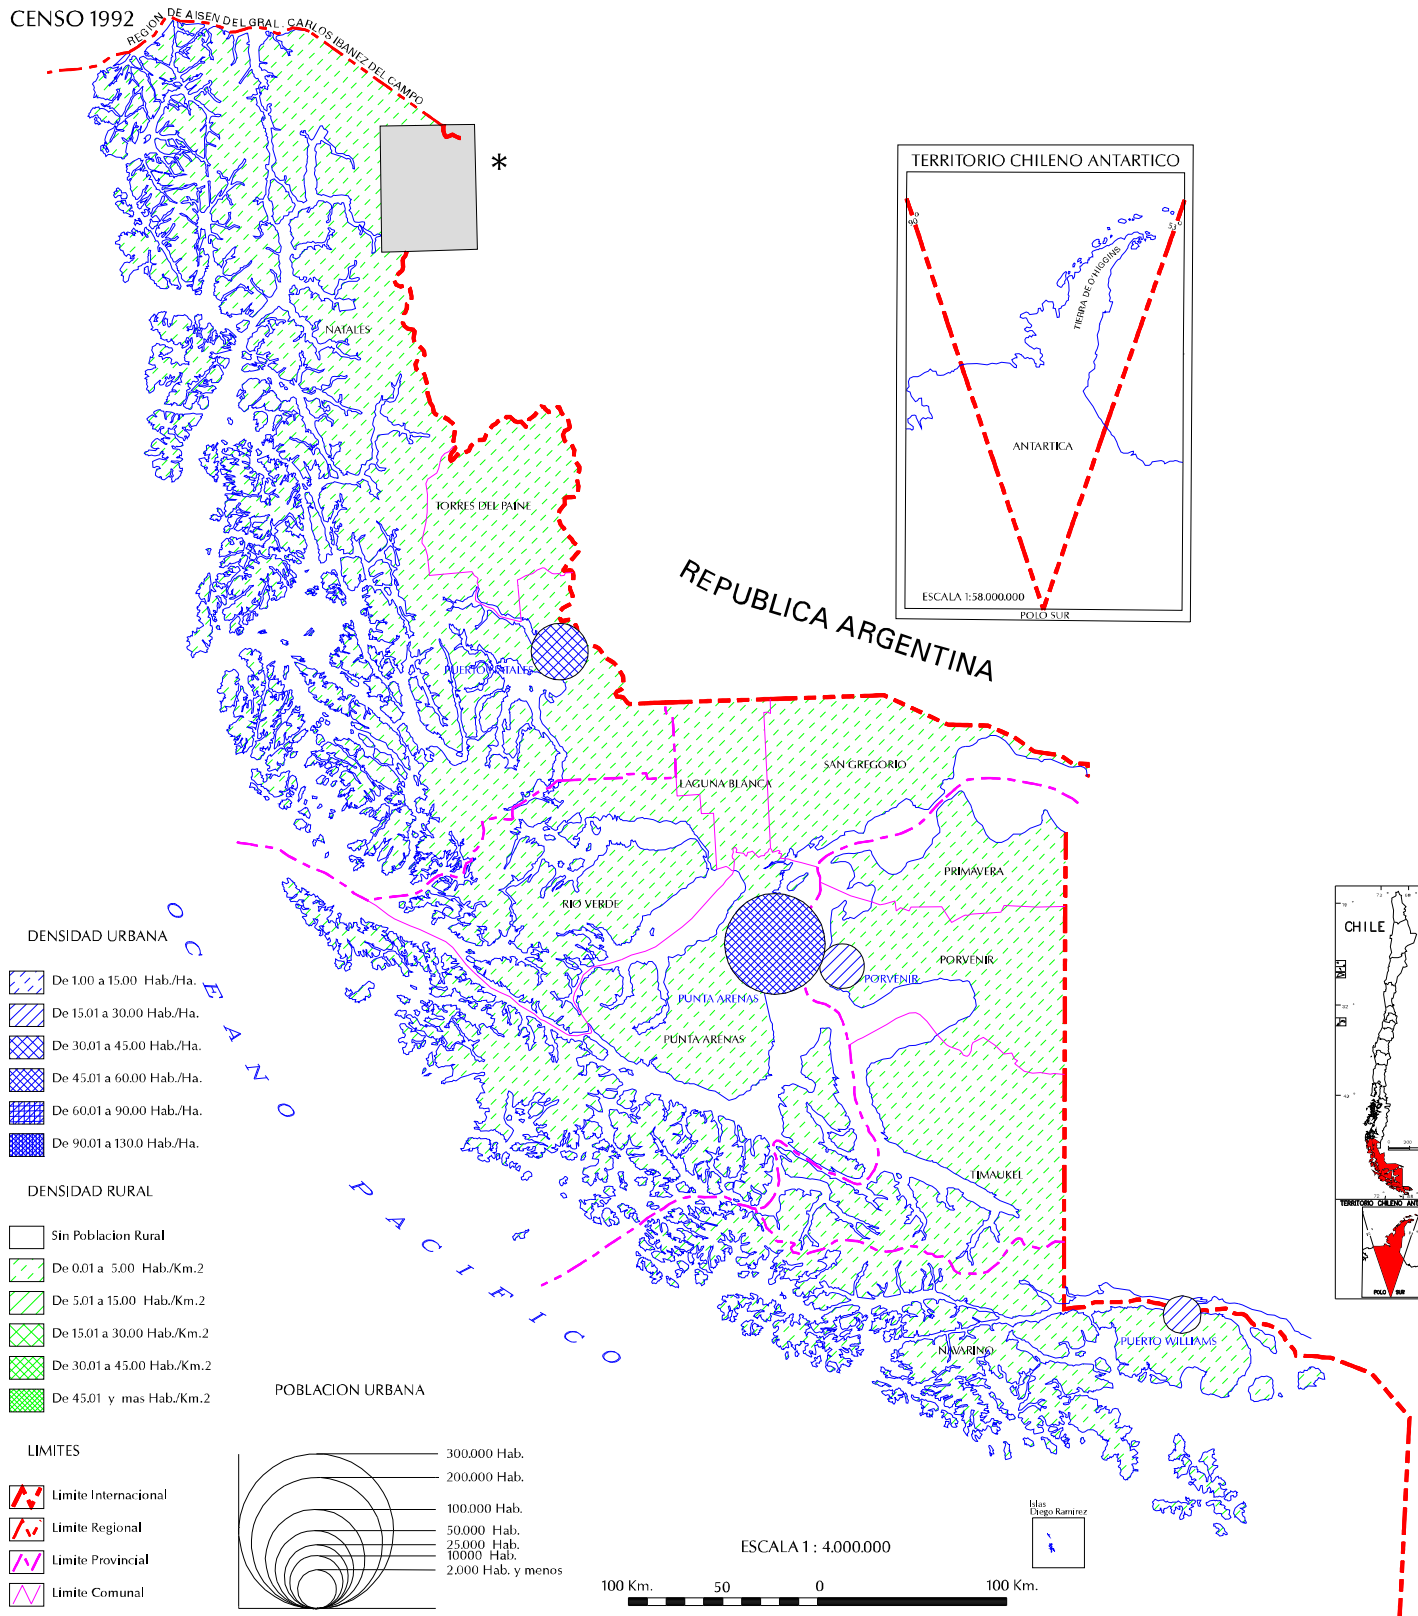 CENSO 1992
REGION DE AISEN DEL GRAL. CARLOS IBANEZ DEL CAMPO
*
TERRITORIO CHILENO ANTARTICO
90°
53°
TIERRA DE O'HIGGINS
ANTARTICA
ESCALA 1:58.000.000
POLO SUR
NATALES
TORRES DEL PAINE
REPUBLICA ARGENTINA
PUERTO NATALES
LAGUNA BLANCA
SAN GREGORIO
PRIMAVERA
RIO VERDE
PORVENIR
PORVENIR
PUNTA ARENAS
PUNTA ARENAS
TIMAUKEL
NAVARINO
PUERTO WILLIAMS
OCEANO PACIFICO
CHILE
TERRITORIO CHILENO ANT
POLO SUR
DENSIDAD URBANA
De 1.00 a 15.00 Hab./Ha.
De 15.01 a 30.00 Hab./Ha.
De 30.01 a 45.00 Hab./Ha.
De 45.01 a 60.00 Hab./Ha.
De 60.01 a 90.00 Hab./Ha.
De 90.01 a 130.0 Hab./Ha.
DENSIDAD RURAL
Sin Poblacion Rural
De 0.01 a 5.00 Hab./Km.2
De 5.01 a 15.00 Hab./Km.2
De 15.01 a 30.00 Hab./Km.2
De 30.01 a 45.00 Hab./Km.2
De 45.01 y mas Hab./Km.2
LIMITES
Limite Internacional
Limite Regional
Limite Provincial
Limite Comunal
POBLACION URBANA
300.000 Hab.
200.000 Hab.
100.000 Hab.
50.000 Hab.
25.000 Hab.
10000 Hab.
2.000 Hab. y menos
ESCALA 1 : 4.000.000
100 Km. 50 0 100 Km.
Islas
Diego Ramirez